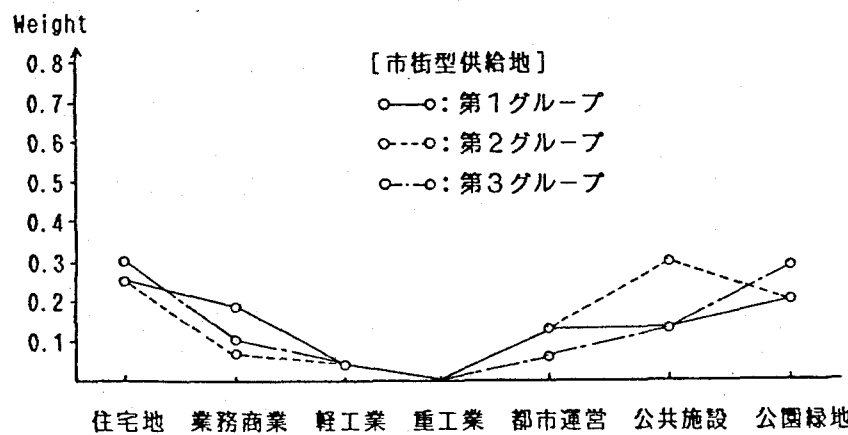 Weight
[市街型供給地]
0.8
○—○: 第1グループ
0.7
○---○: 第2グループ
0.6
○-・-○: 第3グループ
0.5
0.4
0.3
0.2
0.1
住宅地 業務商業 軽工業 重工業 都市運営 公共施設 公園緑地